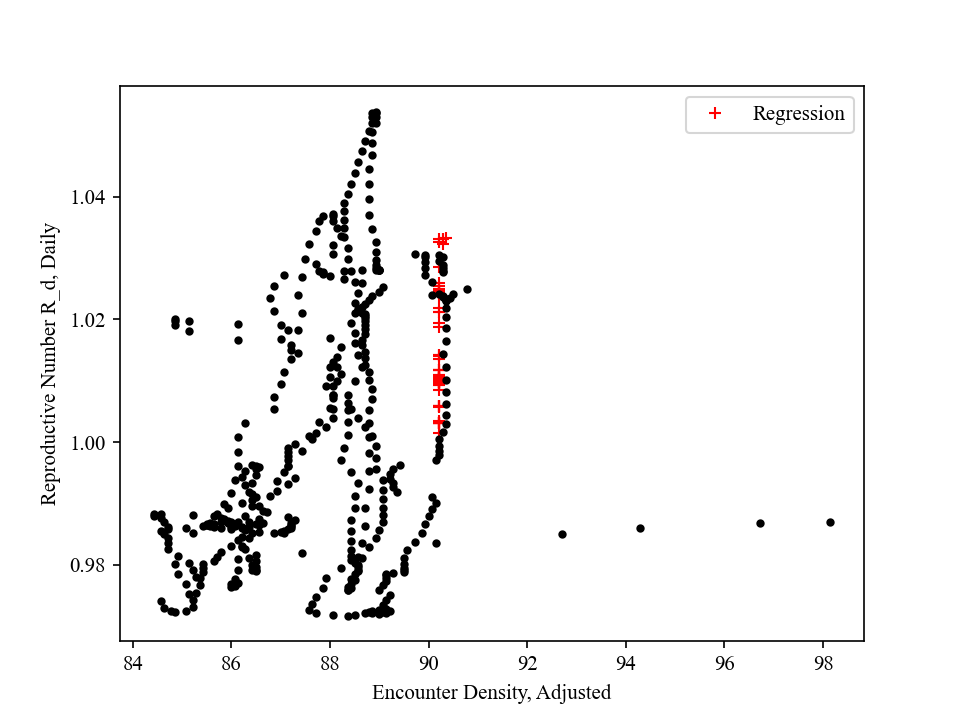 Regression
1.04
1.02
1.00
0.98
Reproductive Number R_d, Daily
84 86 88 90 92 94 96 98
Encounter Density, Adjusted